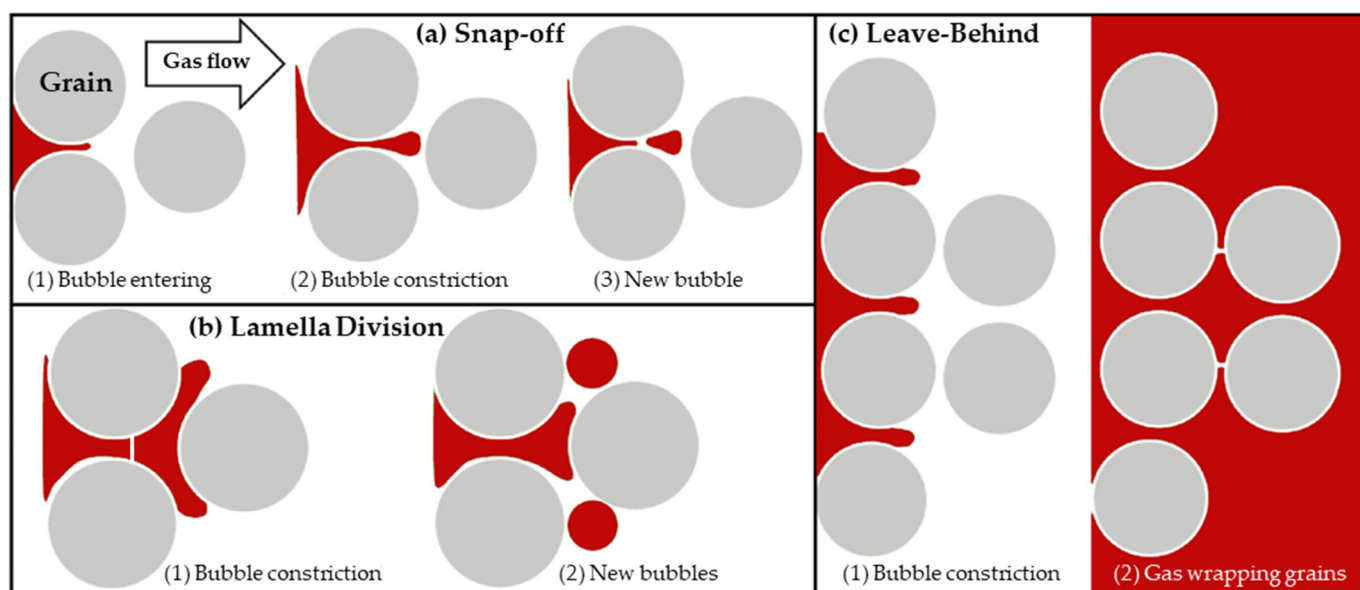 (a) Snap-off
Gas flow
Grain
(1) Bubble entering
(2) Bubble constriction
(3) New bubble
(b) Lamella Division
(1) Bubble constriction
(2) New bubbles
(c) Leave-Behind
(1) Bubble constriction
(2) Gas wrapping grains